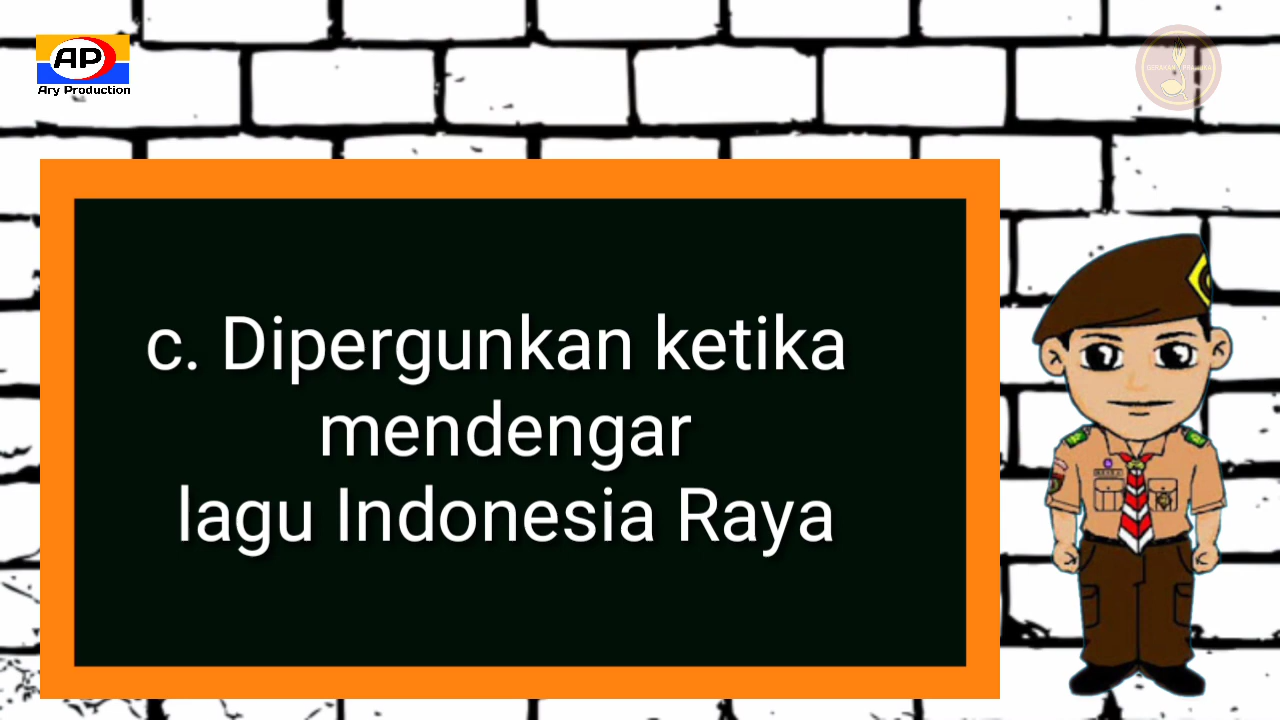 AP
Ary Production
c. Dipergunkan ketika
mendengar
lagu Indonesia Raya